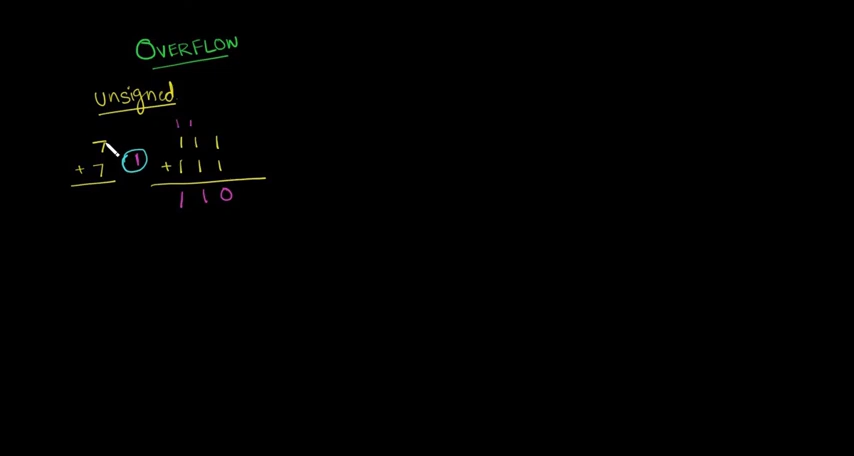 OVERFLOW
unsigned
1 1
7 1 1 1
+ 7 1 + 1 1 1
1 1 0